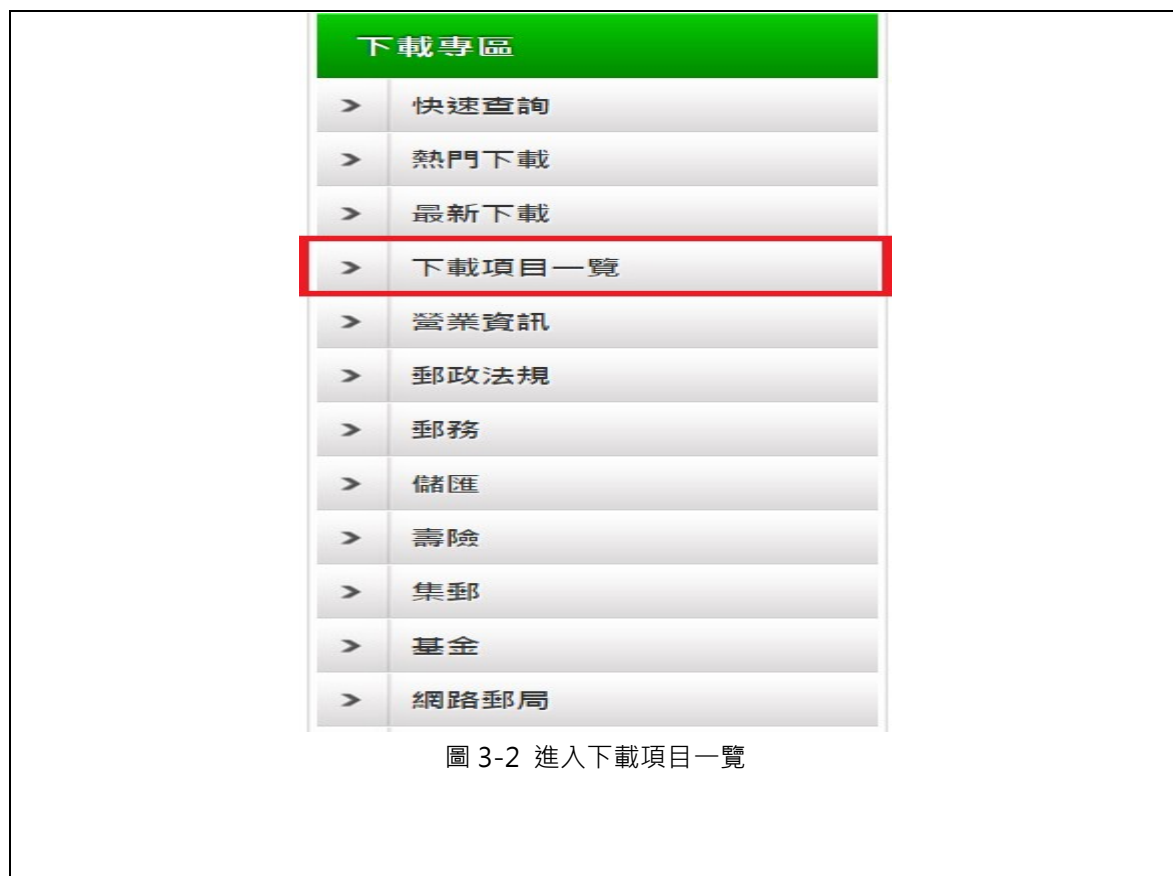 下載專區
快速查詢
熱門下載
最新下載
下載項目一覽
營業資訊
郵政法規
郵務
儲匯
壽險
集郵
基金
網路郵局
圖 3-2 進入下載項目一覽